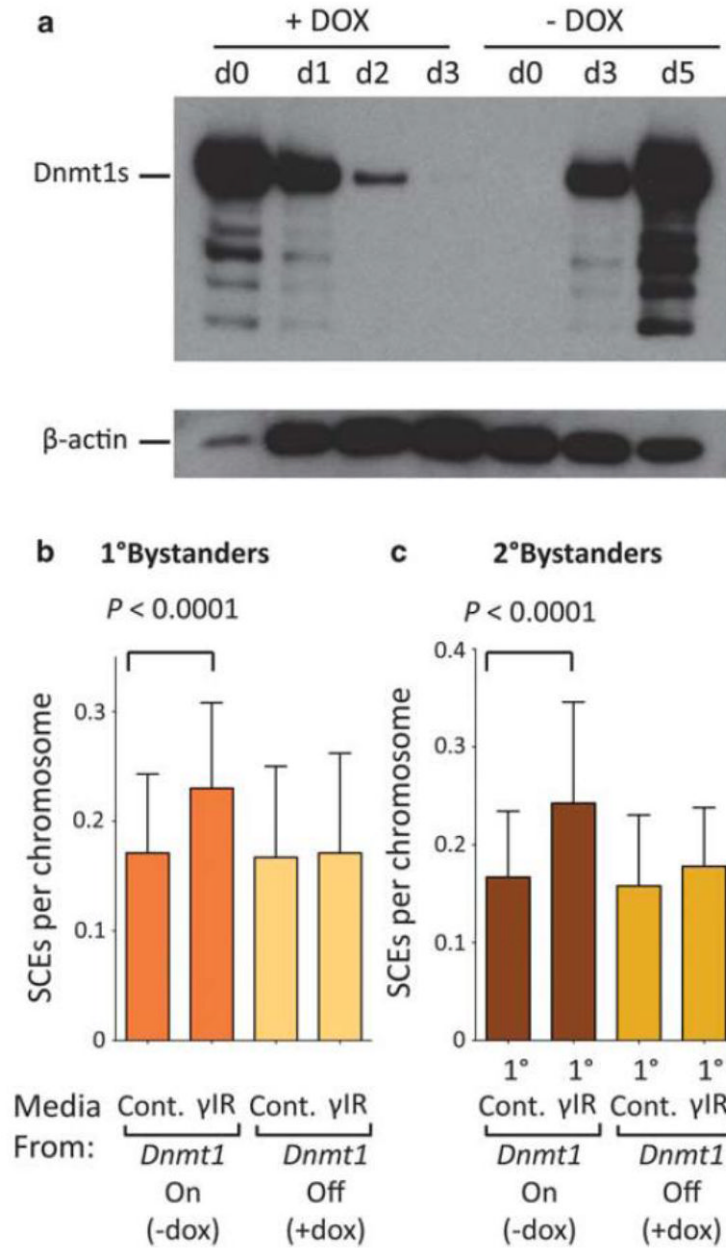 a
+ DOX - DOX
d0 d1 d2 d3 d0 d3 d5
Dnmt1s
β-actin
b 1°Bystanders
P < 0.0001
SCEs per chromosome
0.3
0.2
0.1
0
c 2°Bystanders
P < 0.0001
SCEs per chromosome
0.4
0.3
0.2
0.1
0
1° 1° 1° 1°
Media Cont. γIR Cont. γIR Cont. γIR Cont. γIR
From:
Dnmt1 Dnmt1 Dnmt1 Dnmt1
On Off On Off
(-dox) (+dox) (-dox) (+dox)